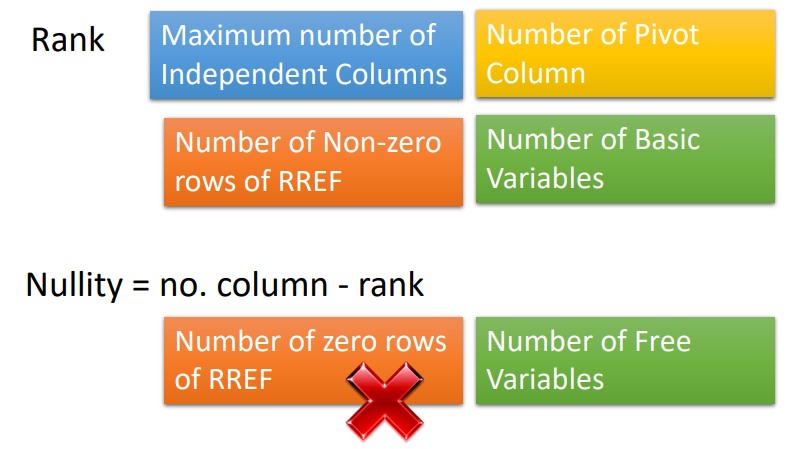 Rank
Maximum number of
Independent Columns
Number of Pivot
Column
Number of Non-zero
rows of RREF
Number of Basic
Variables
Nullity = no. column - rank
Number of zero rows
of RREF
Number of Free
Variables